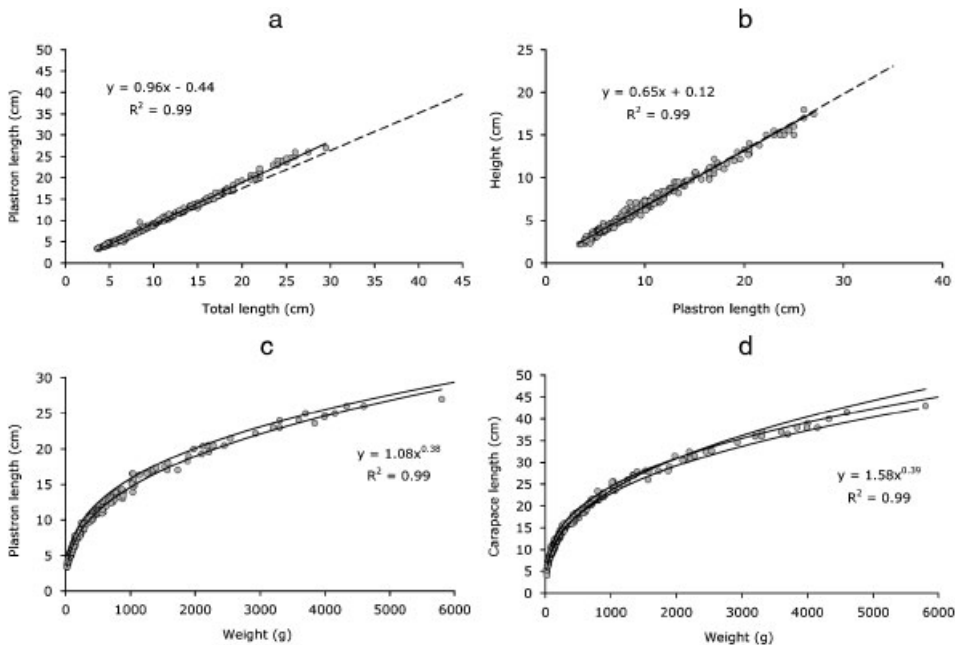 a
50
45
40
35
30
25
20
15
10
5
0
Plastron length (cm)
y = 0.96x - 0.44
R² = 0.99
0 5 10 15 20 25 30 35 40 45
Total length (cm)
b
25
20
15
10
5
0
Height (cm)
y = 0.65x + 0.12
R² = 0.99
0 10 20 30 40
Plastron length (cm)
c
30
25
20
15
10
5
0
Plastron length (cm)
y = 1.08x^0.38
R² = 0.99
0 1000 2000 3000 4000 5000 6000
Weight (g)
d
50
45
40
35
30
25
20
15
10
5
0
Carapace length (cm)
y = 1.58x^0.39
R² = 0.99
0 1000 2000 3000 4000 5000 6000
Weight (g)